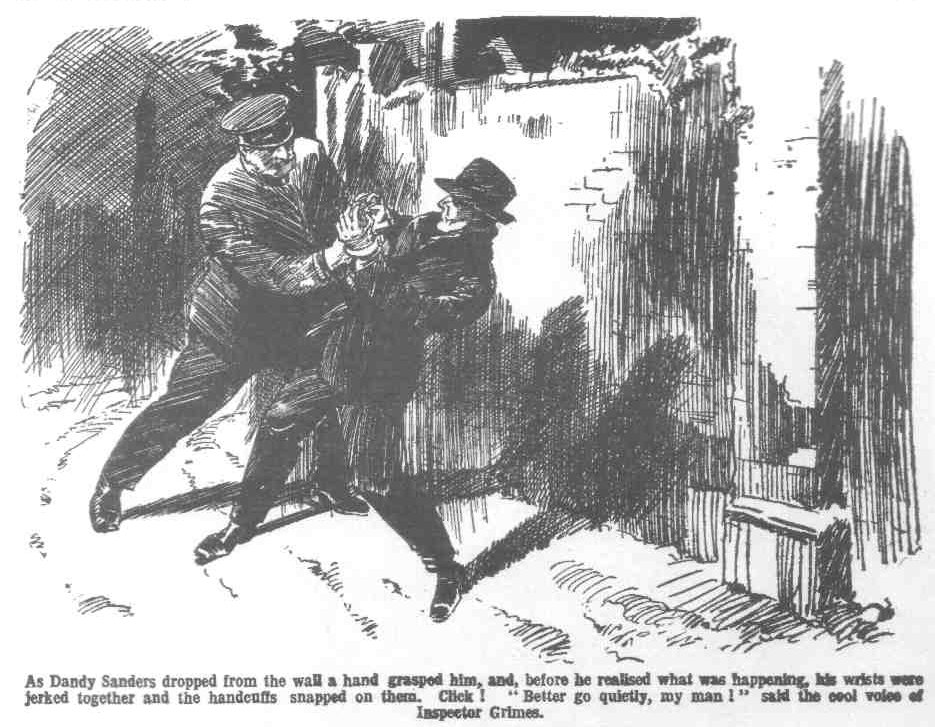 As Dandy Sanders dropped from the wall a hand grasped him, and, before he realised what was happening, his wrists were
jerked together and the handcuffs snapped on them. Click! "Better go quietly, my man!" said the cool voice of
Inspector Grimes.